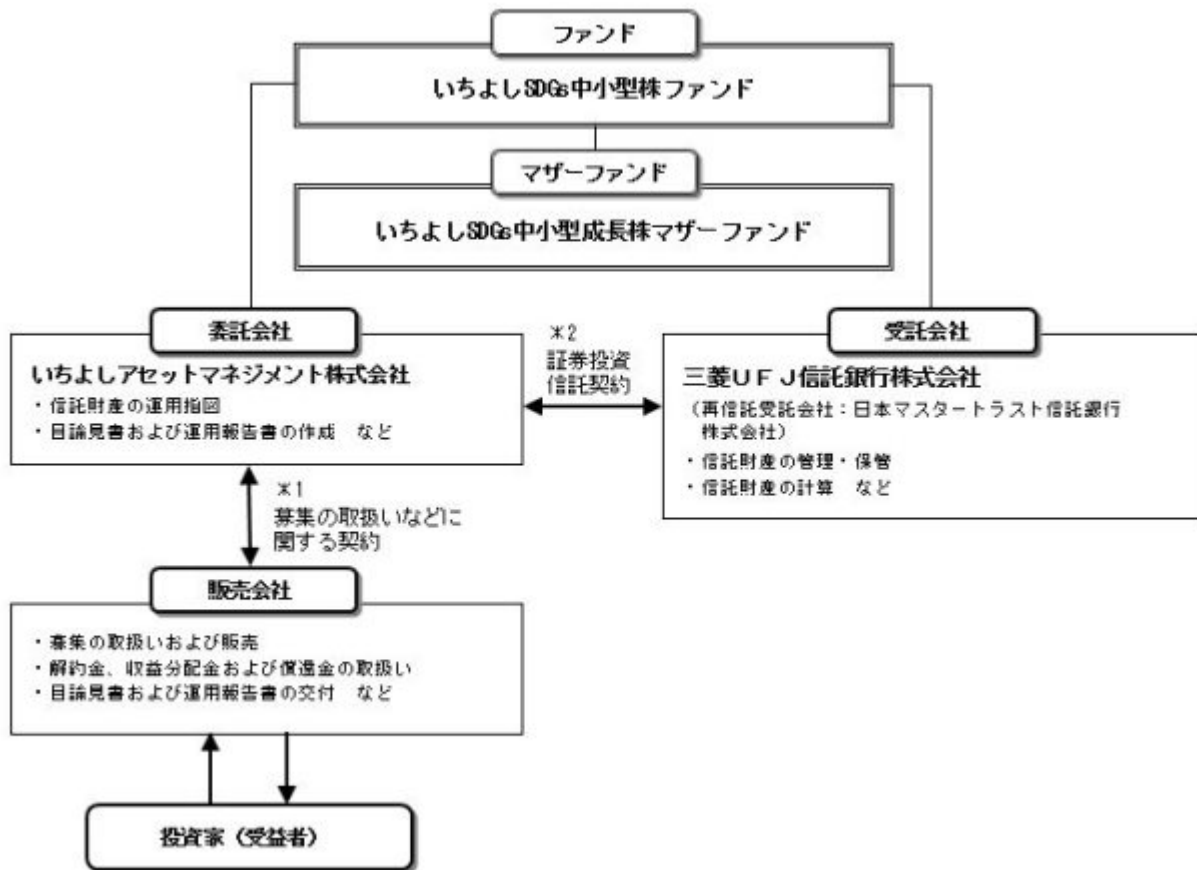 ファンド
いちよしSDGs中小型株ファンド
マザーファンド
いちよしSDGs中小型成長株マザーファンド
委託会社
いちよしアセットマネジメント株式会社
・信託財産の運用指図
・目論見書および運用報告書の作成　など
*2
証券投資
信託契約
受託会社
三菱UFJ信託銀行株式会社
（再信託受託会社：日本マスタートラスト信託銀行
株式会社）
・信託財産の管理・保管
・信託財産の計算　など
*1
募集の取扱いなどに
関する契約
販売会社
・募集の取扱いおよび販売
・解約金、収益分配金および償還金の取扱い
・目論見書および運用報告書の交付　など
投資家（受益者）